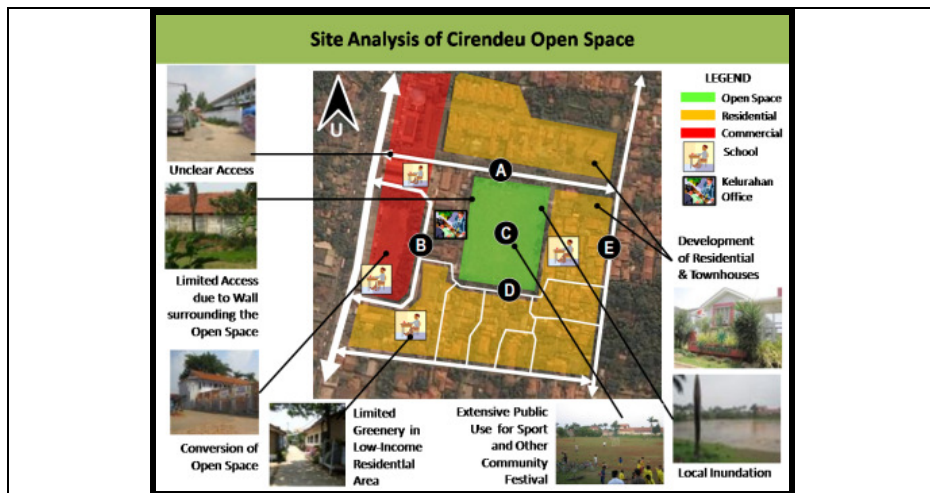 Site Analysis of Cirendeu Open Space
U
LEGEND
Open Space
Residential
Commercial
School
Kelurahan
Office
Unclear Access
Limited Access
due to Wall
surrounding the
Open Space
Conversion of
Open Space
Limited
Greenery in
Low-Income
Residential
Area
Extensive Public
Use for Sport
and Other
Community
Festival
Local Inundation
Development
of Residential
& Townhouses
A
B
C
D
E